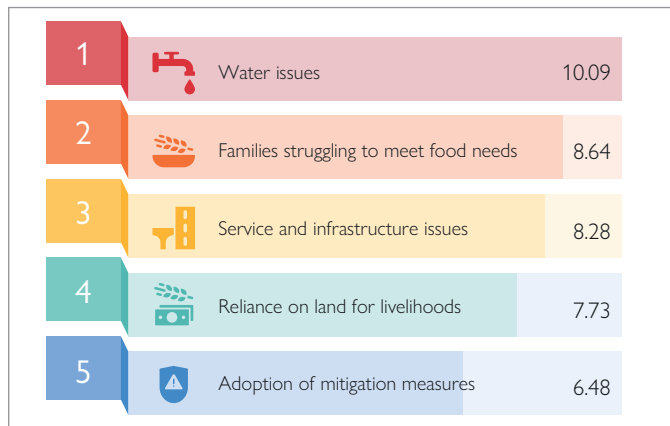 1 Water issues 10.09
2 Families struggling to meet food needs 8.64
3 Service and infrastructure issues 8.28
4 Reliance on land for livelihoods 7.73
5 Adoption of mitigation measures 6.48